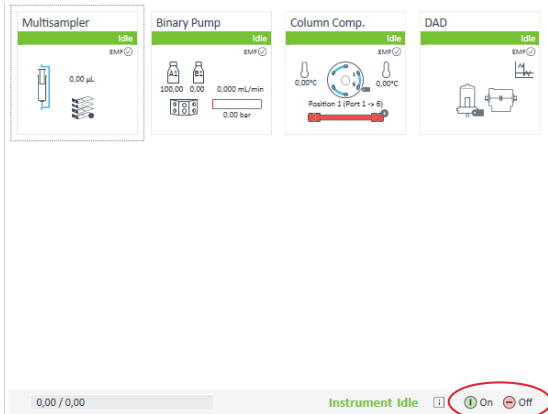 Multisampler
Idle
EMF
0,00 µL
Binary Pump
Idle
EMF
A1 B1
100,00 0,00 0,000 mL/min
0,00 bar
Column Comp.
Idle
EMF
0,00°C 0,00°C
1
6
Position 1 (Port 1 -> 6)
DAD
Idle
EMF
0,00 / 0,00 Instrument Idle i On Off